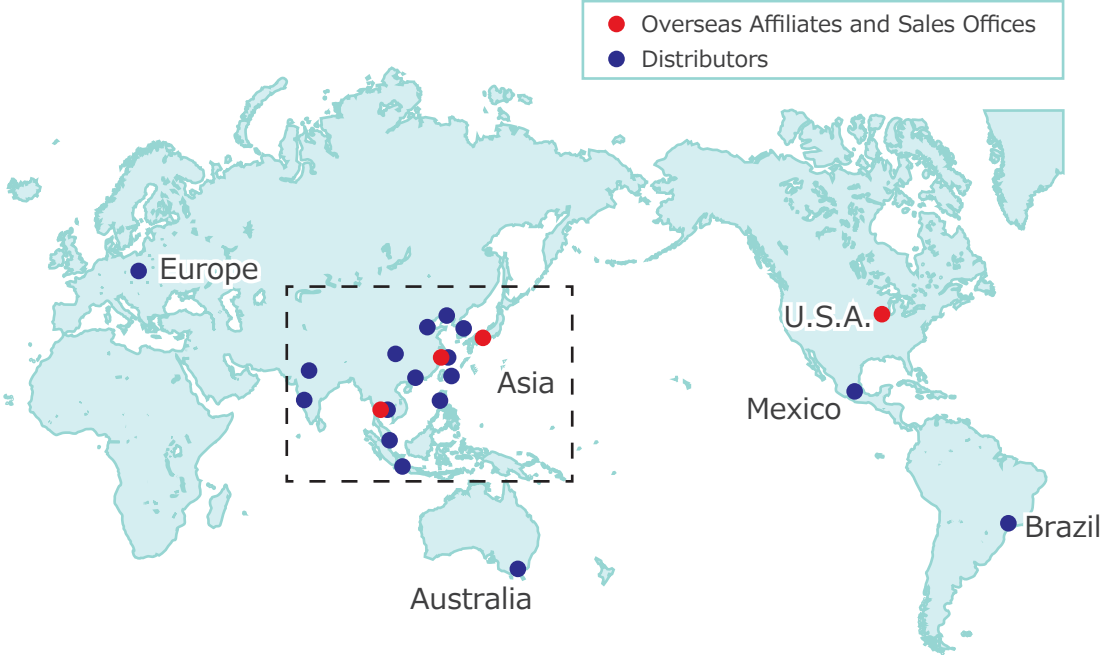 Overseas Affiliates and Sales Offices
Distributors
Europe
U.S.A.
Asia
Mexico
Brazil
Australia